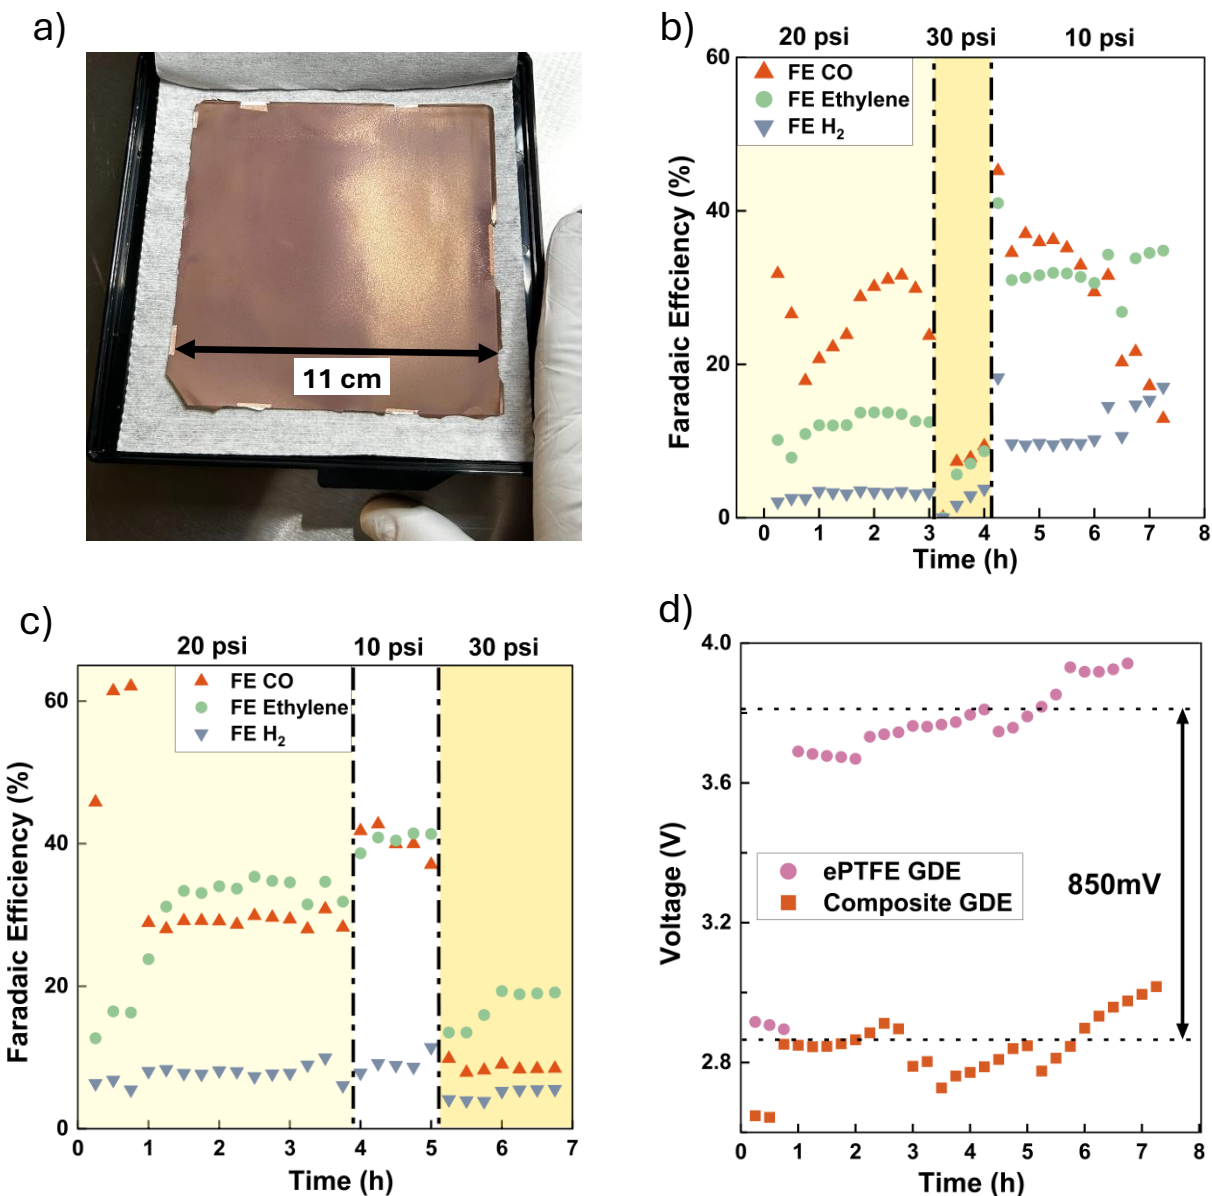 a)
11 cm
b)
20 psi 30 psi 10 psi
60
40
20
0
FE CO
FE Ethylene
FE H₂
Faradaic Effciency (%)
0 1 2 3 4 5 6 7 8
Time (h)
c)
20 psi 10 psi 30 psi
60
40
20
0
FE CO
FE Ethylene
FE H₂
Faradaic Efficiency (%)
0 1 2 3 4 5 6 7
Time (h)
d)
4.0
3.6
3.2
2.8
ePTFE GDE
Composite GDE
850mV
Voltage (V)
0 1 2 3 4 5 6 7 8
Time (h)